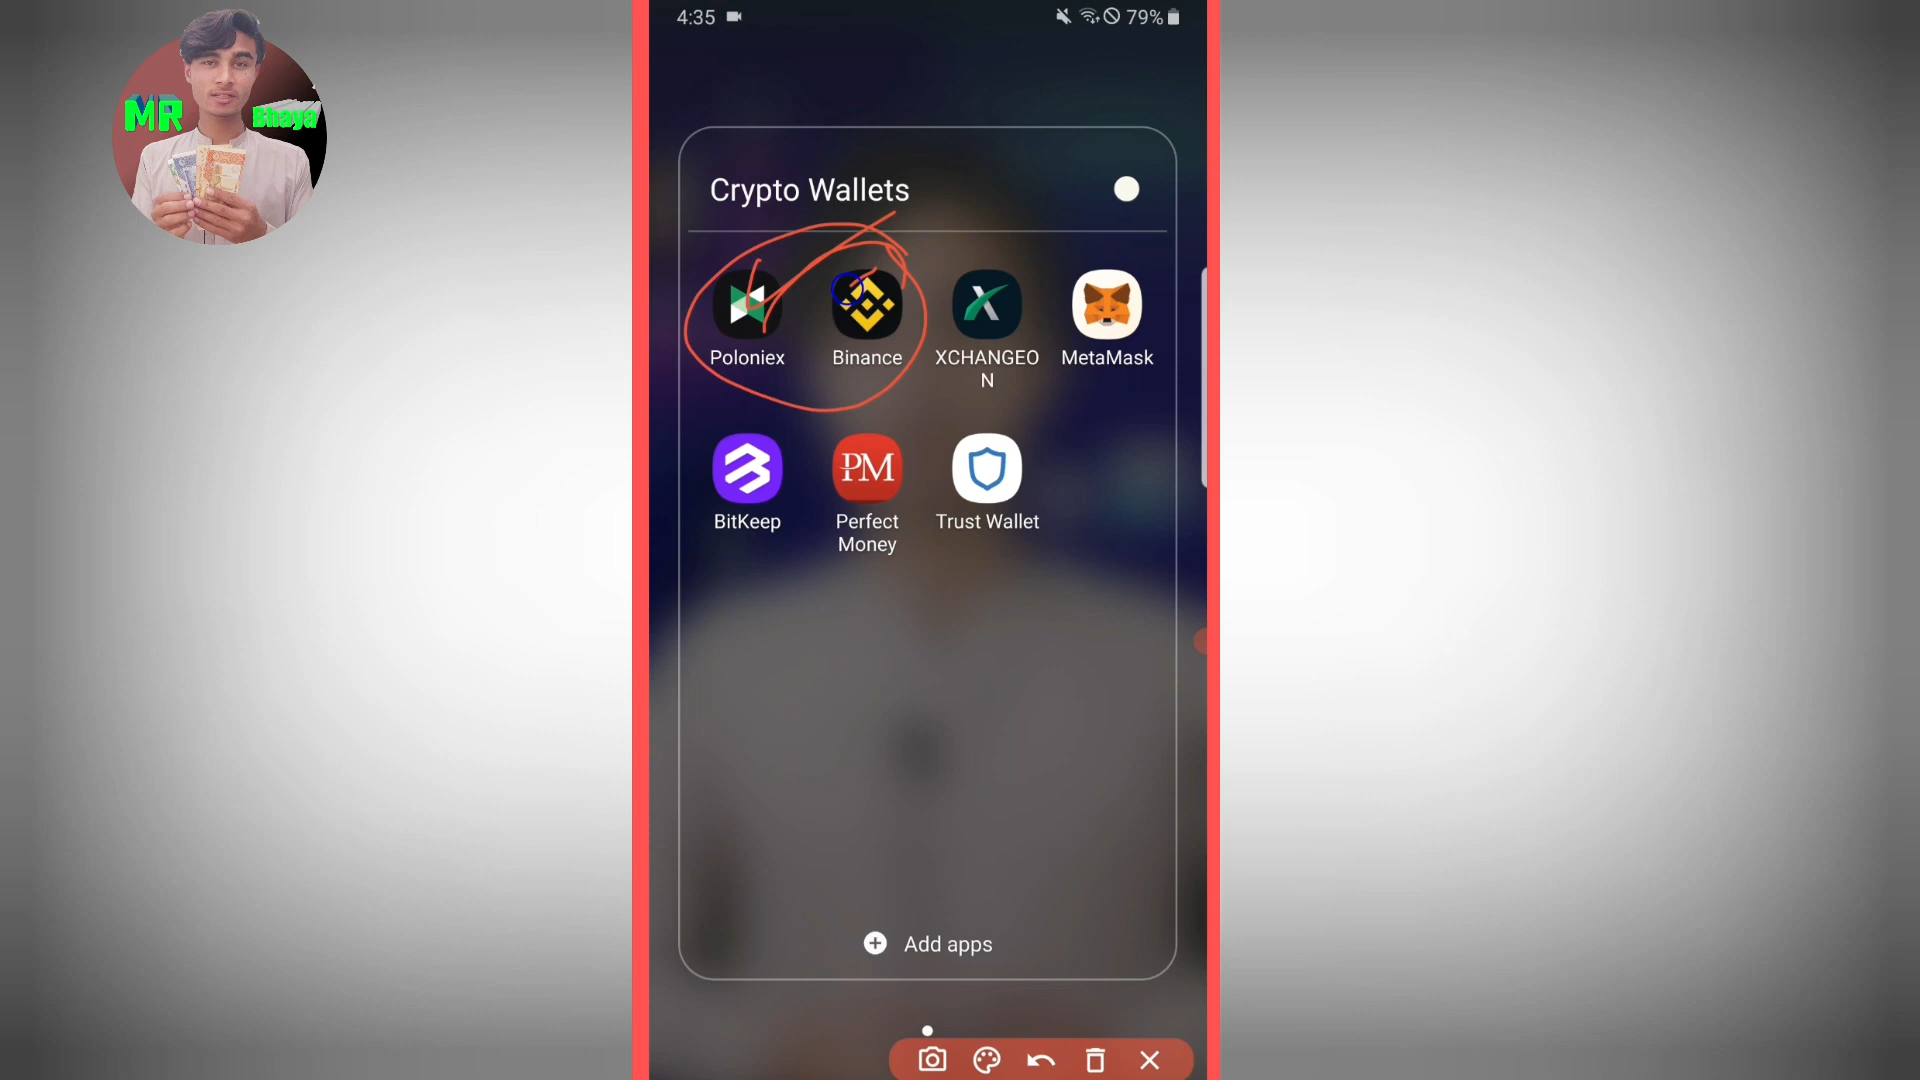 4:35
79%
MR
Bhaya
Crypto Wallets
Poloniex
Binance
XCHANGEO
N
MetaMask
PM
BitKeep
Perfect
Money
Trust Wallet
Add apps